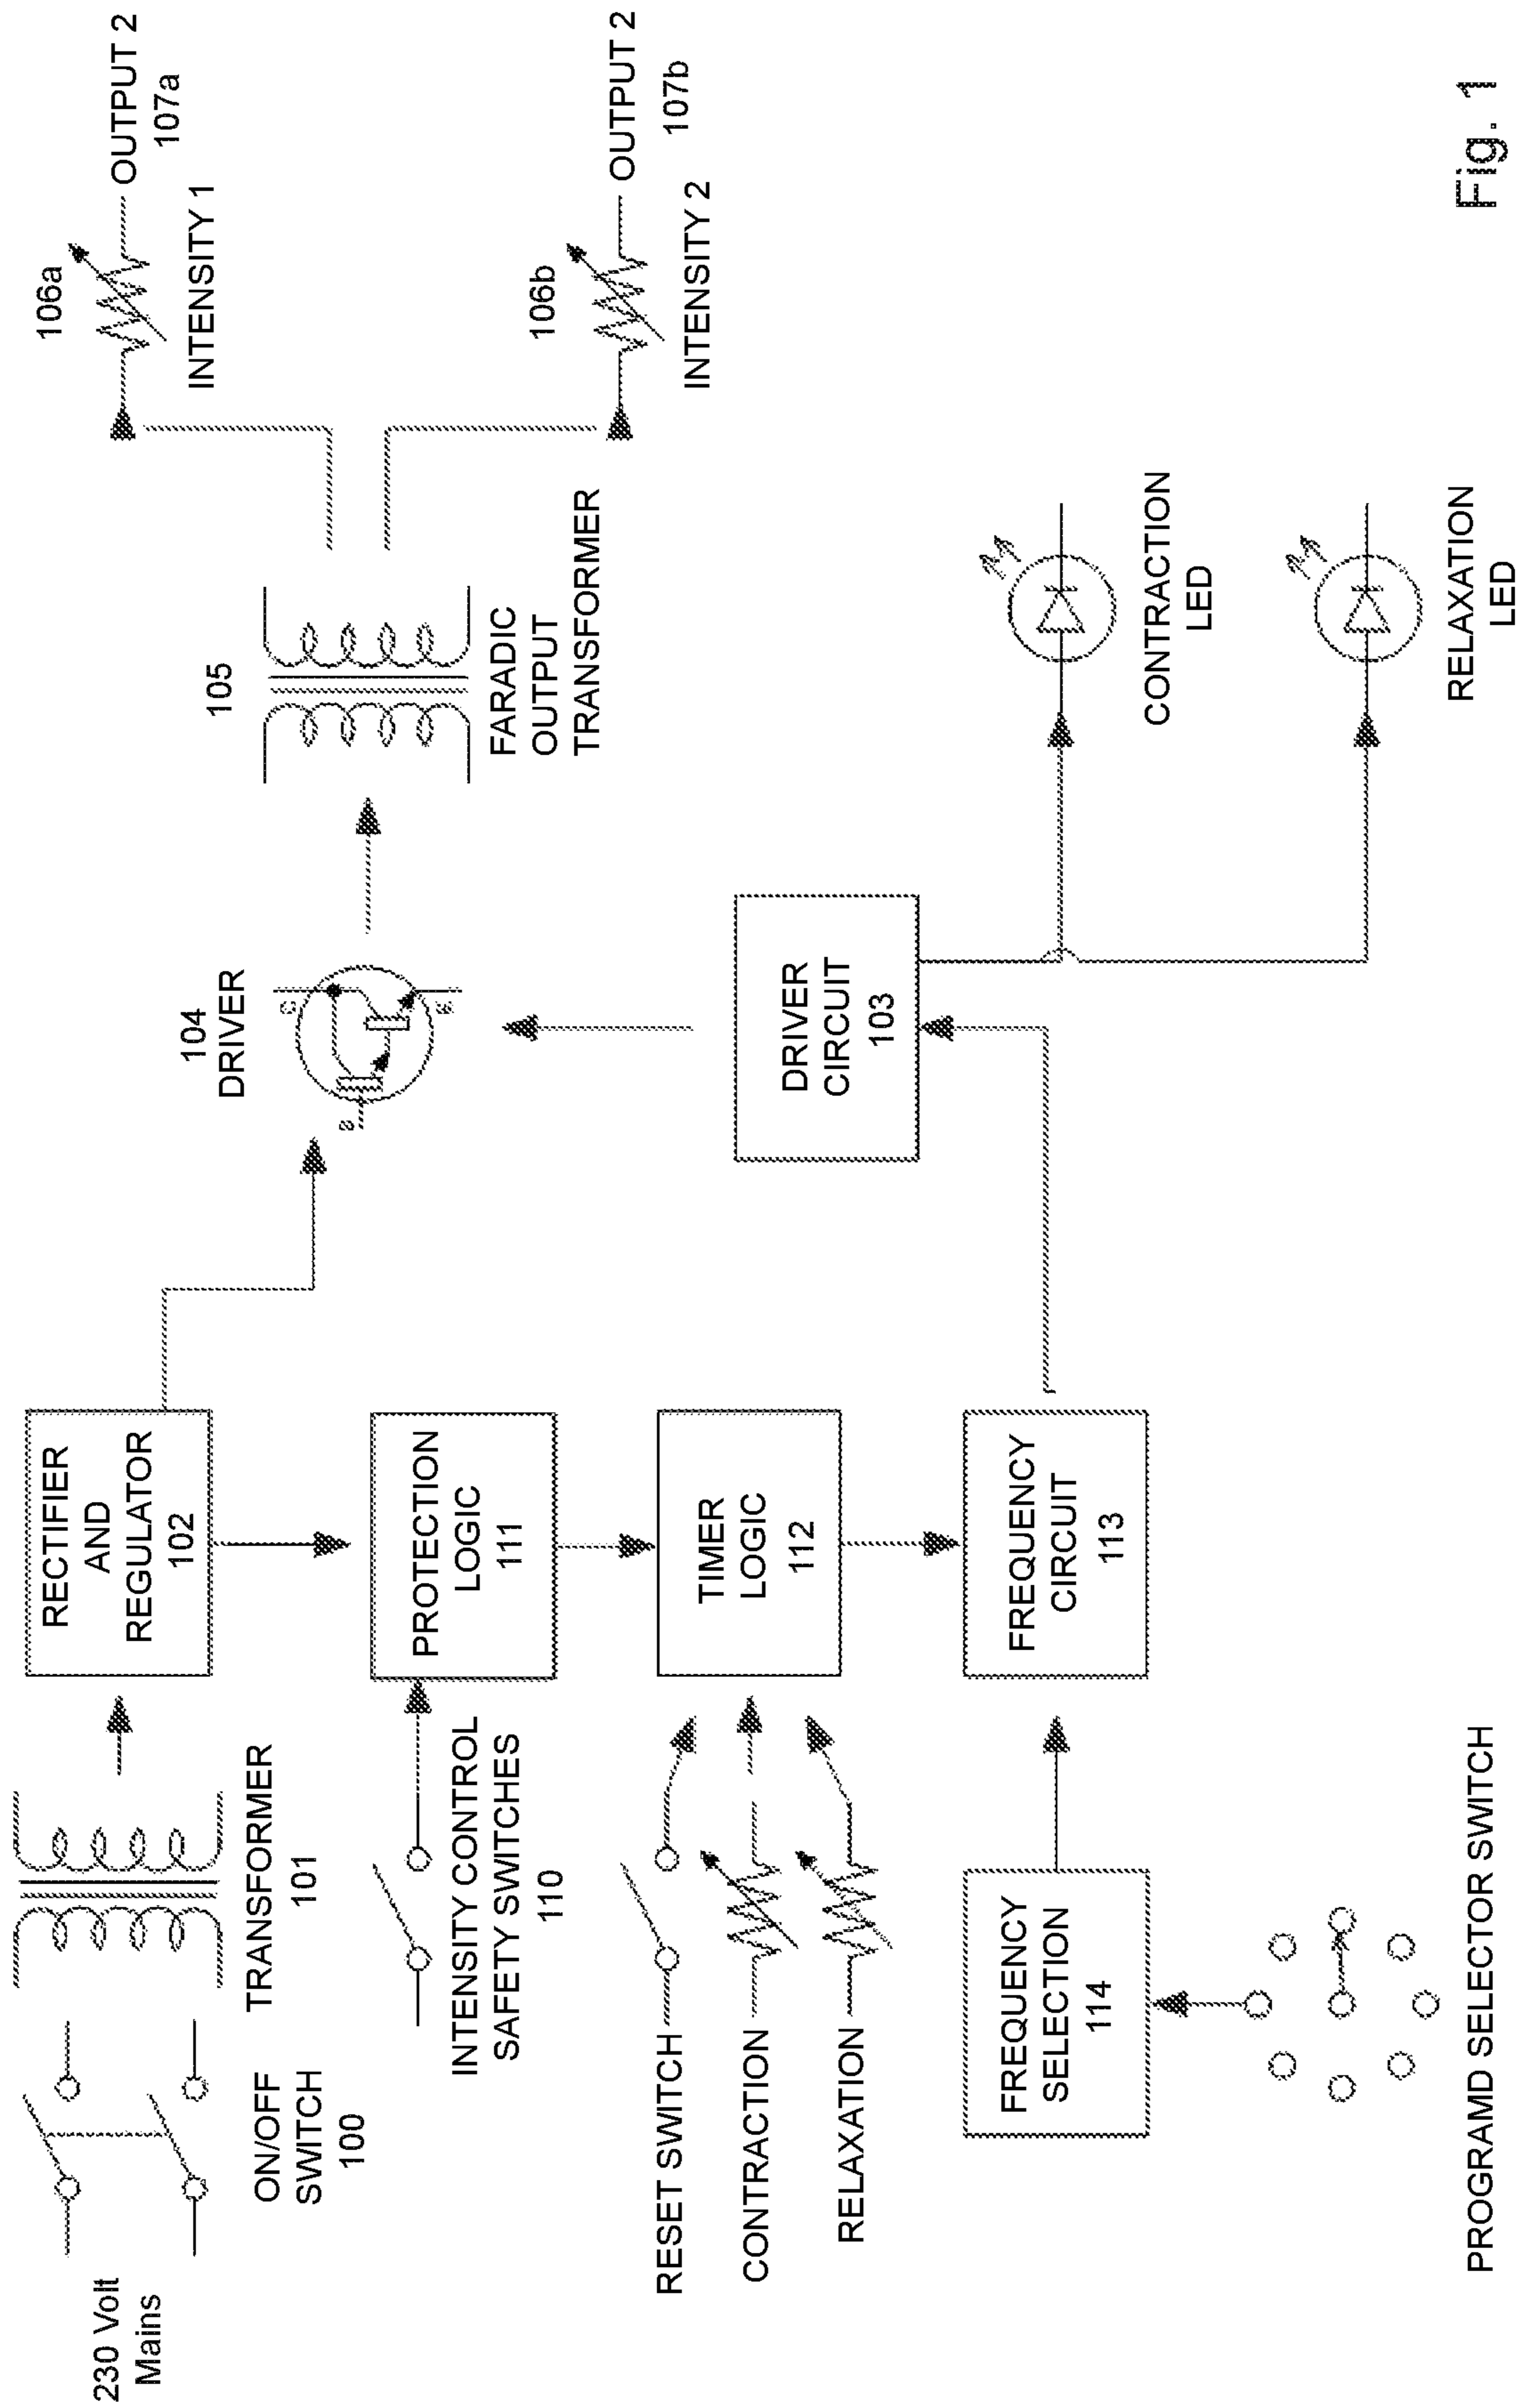 230 Volt
Mains
ON/OFF
SWITCH
100
TRANSFORMER
101
RECTIFIER
AND
REGULATOR
102
104
DRIVER
C
B
E
105
FARADIC
OUTPUT
TRANSFORMER
106a
INTENSITY 1
OUTPUT 2
107a
106b
INTENSITY 2
OUTPUT 2
107b
INTENSITY CONTROL
SAFETY SWITCHES
110
PROTECTION
LOGIC
111
RESET SWITCH
CONTRACTION
RELAXATION
TIMER
LOGIC
112
DRIVER
CIRCUIT
103
FREQUENCY
SELECTION
114
FREQUENCY
CIRCUIT
113
CONTRACTION
LED
RELAXATION
LED
PROGRAMD SELECTOR SWITCH
Fig. 1